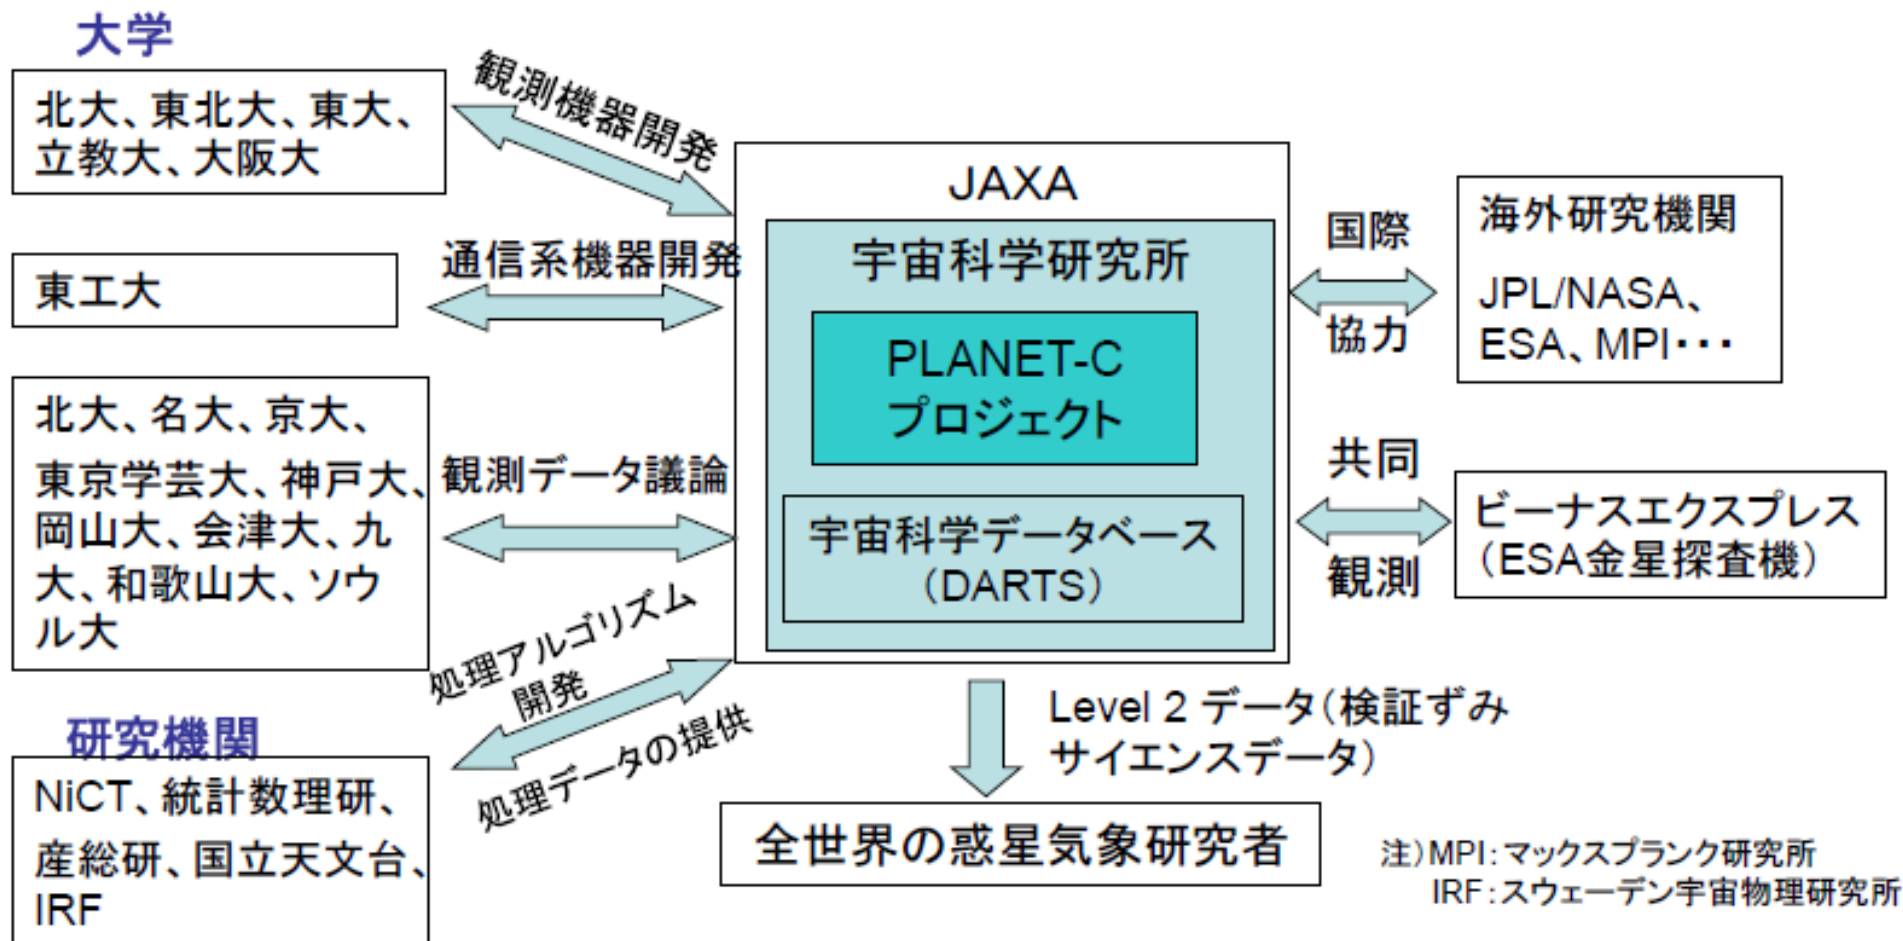 大学
北大、東北大、東大、
立教大、大阪大
観測機器開発
東工大
通信系機器開発
北大、名大、京大、
東京学芸大、神戸大、
岡山大、会津大、九
大、和歌山大、ソウ
ル大
観測データ議論
処理アルゴリズム
開発
処理データの提供
研究機関
NiCT、統計数理研、
産総研、国立天文台、
IRF
JAXA
宇宙科学研究所
PLANET-C
プロジェクト
宇宙科学データベース
（DARTS）
国際
協力
海外研究機関
JPL/NASA、
ESA、MPI・・・
共同
観測
ビーナスエクスプレス
（ESA金星探査機）
Level 2 データ（検証ずみ
サイエンスデータ）
全世界の惑星気象研究者
注）MPI：マックスプランク研究所
IRF：スウェーデン宇宙物理研究所